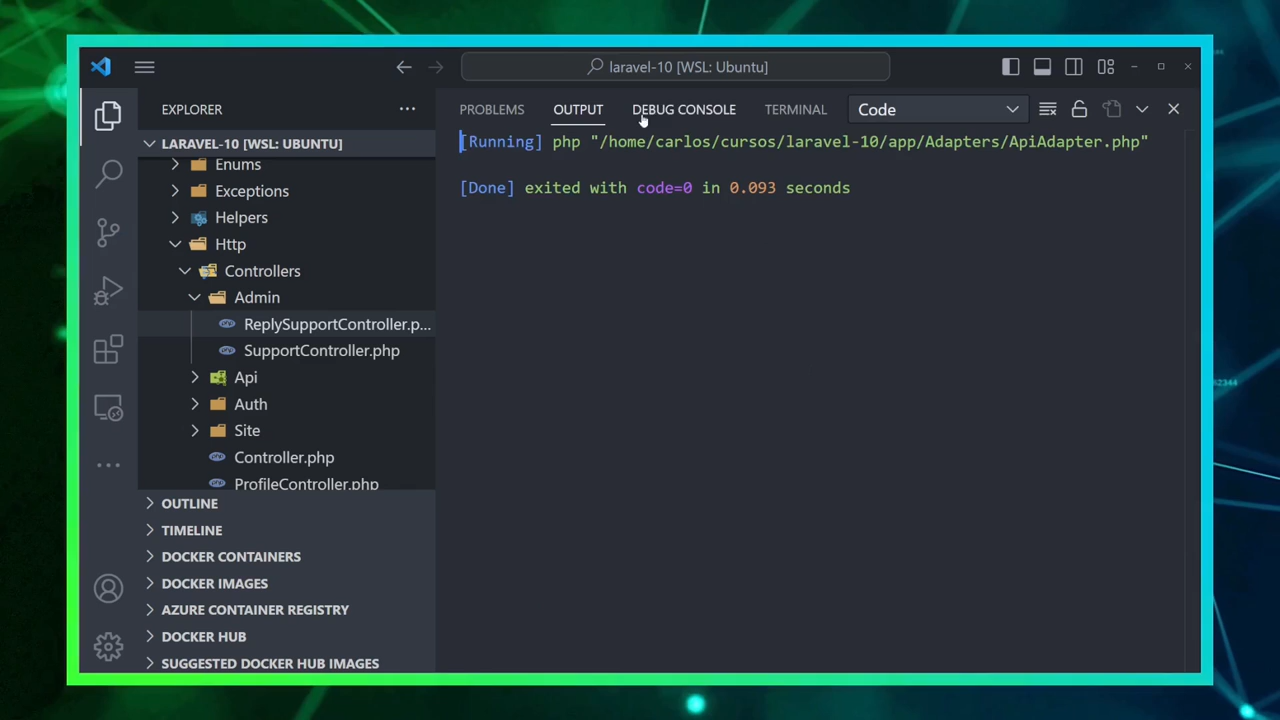 laravel-10 [WSL: Ubuntu]
EXPLORER
LARAVEL-10 [WSL: UBUNTU]
Enums
Exceptions
Helpers
Http
Controllers
Admin
ReplySupportController.p...
SupportController.php
Api
Auth
Site
Controller.php
ProfileController.php
OUTLINE
TIMELINE
DOCKER CONTAINERS
DOCKER IMAGES
AZURE CONTAINER REGISTRY
DOCKER HUB
SUGGESTED DOCKER HUB IMAGES
PROBLEMS OUTPUT DEBUG CONSOLE TERMINAL Code
[Running] php "/home/carlos/cursos/laravel-10/app/Adapters/ApiAdapter.php"
[Done] exited with code=0 in 0.093 seconds